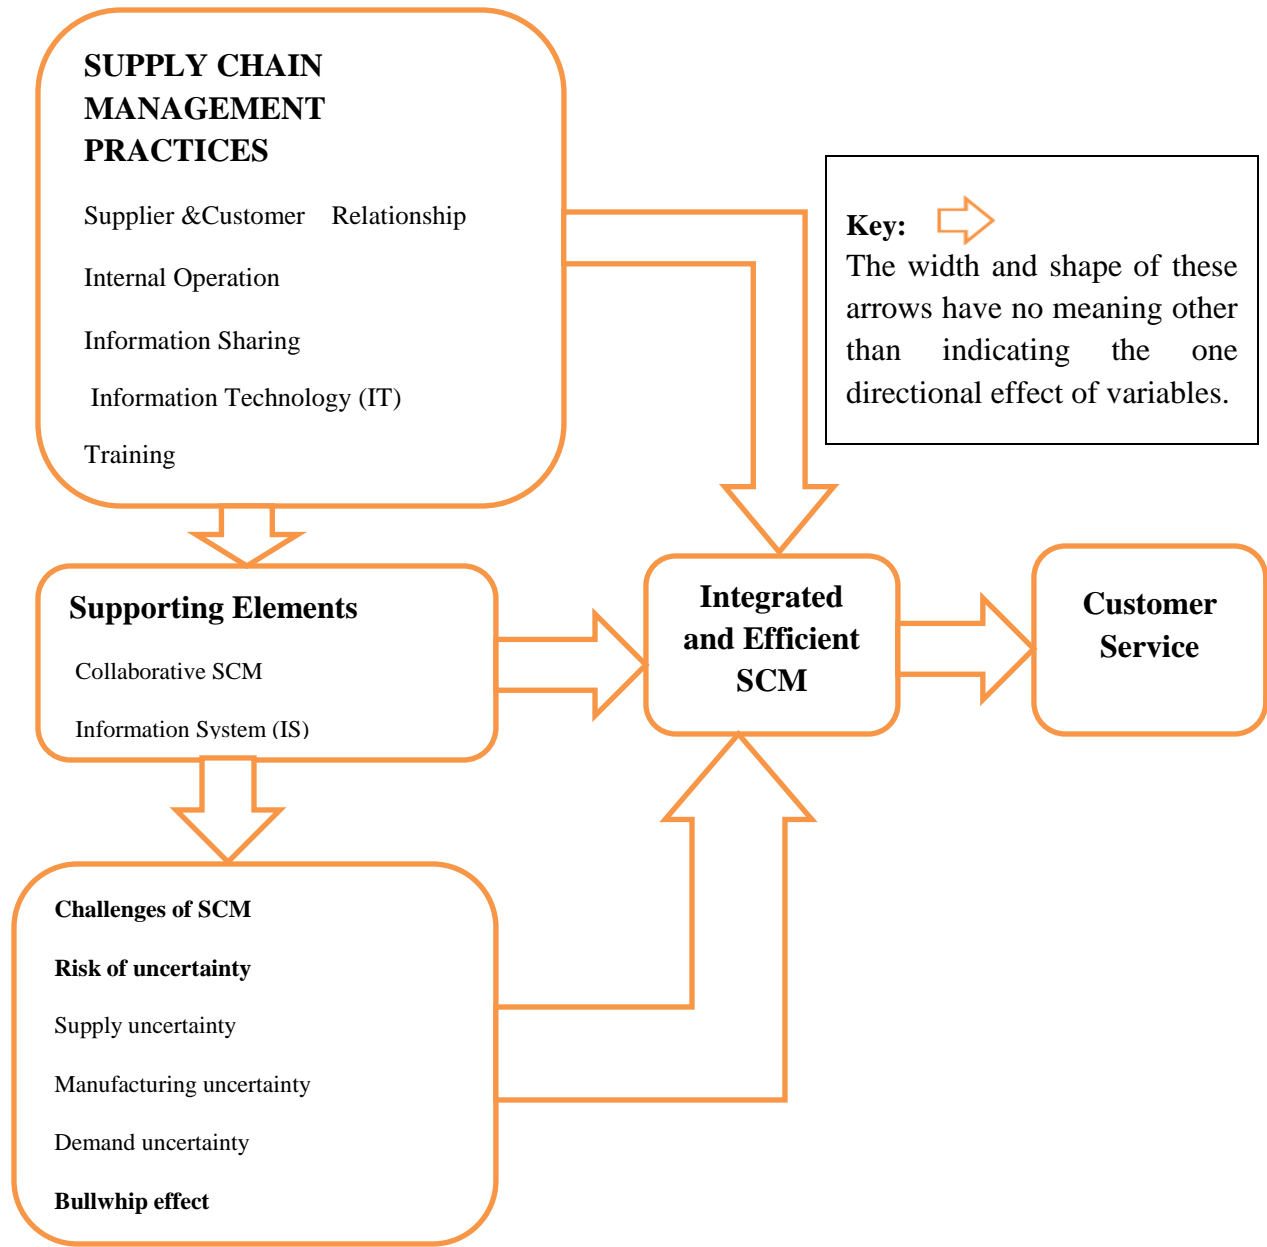 SUPPLY CHAIN
MANAGEMENT
PRACTICES
Supplier &Customer Relationship
Internal Operation
Information Sharing
Information Technology (IT)
Training
Key:
The width and shape of these
arrows have no meaning other
than indicating the one
directional effect of variables.
Supporting Elements
Collaborative SCM
Information System (IS)
Integrated
and Efficient
SCM
Customer
Service
Challenges of SCM
Risk of uncertainty
Supply uncertainty
Manufacturing uncertainty
Demand uncertainty
Bullwhip effect